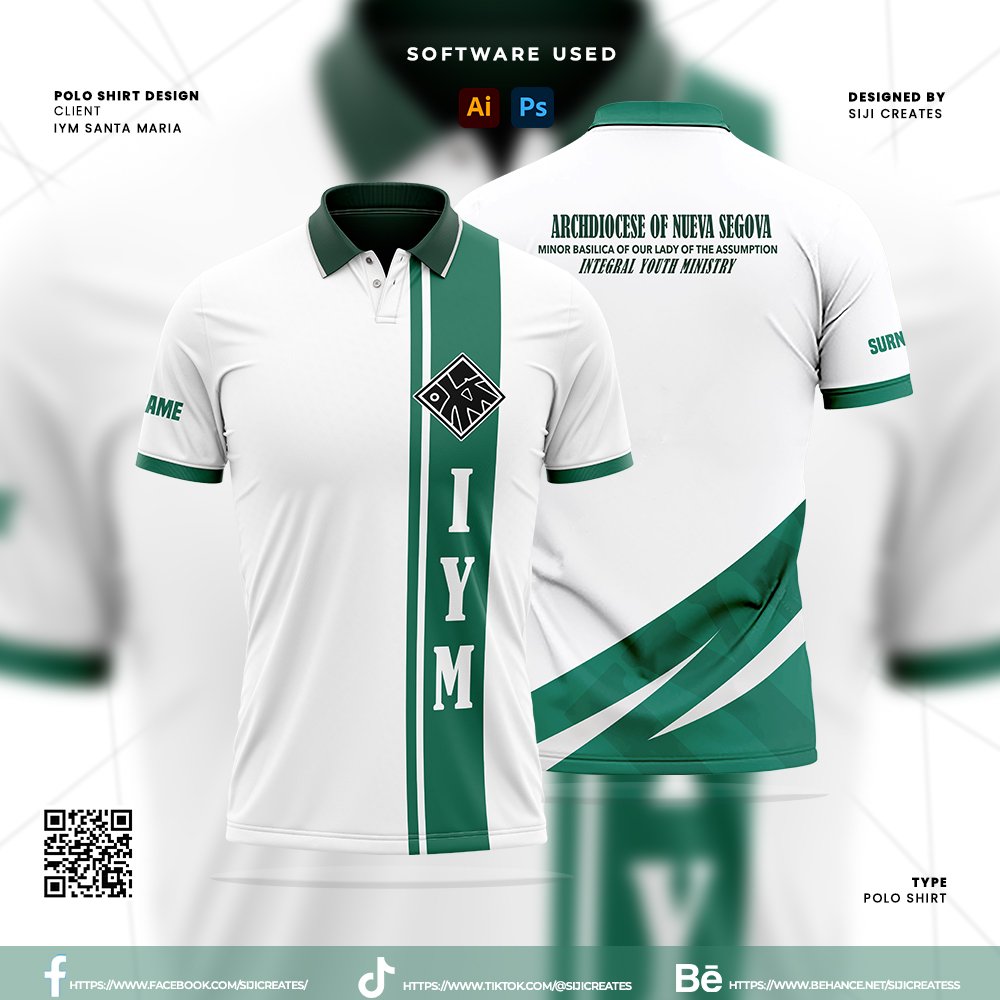 SOFTWARE USED
Ai Ps
POLO SHIRT DESIGN
CLIENT
IYM SANTA MARIA
DESIGNED BY
SIJI CREATES
ARCHDIOCESE OF NUEVA SEGOVA
MINOR BASILICA OF OUR LADY OF THE ASSUMPTION
INTEGRAL YOUTH MINISTRY
SURN
AME
I
Y
M
Y
TYPE
POLO SHIRT
HTTPS://WWW.FACEBOOK.COM/SIJICREATES/
HTTPS://WWW.TIKTOK.COM/@SIJICREATES
Bē HTTPS://WWW.BEHANCE.NET/SIJICREATESS